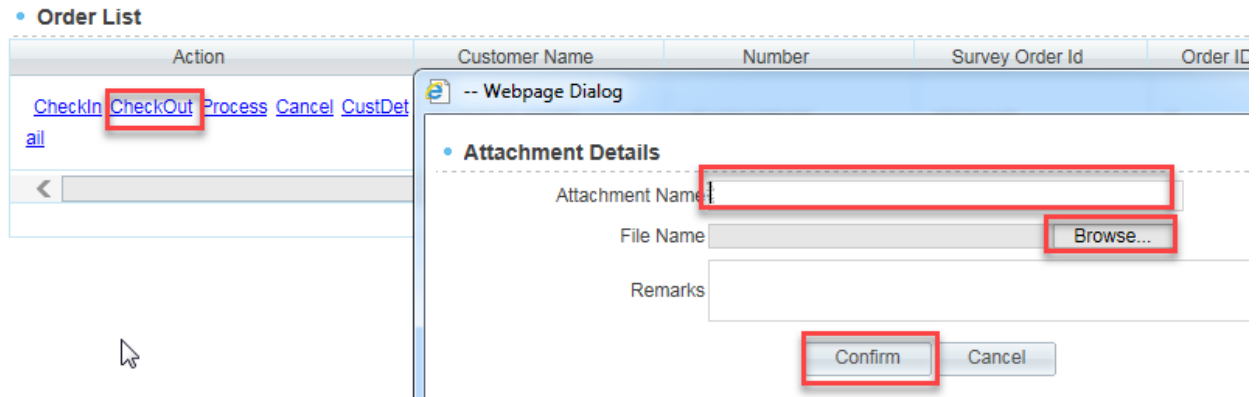 Order List
Action Customer Name Number Survey Order Id Order ID
CheckIn CheckOut Process Cancel CustDet
ail
-- Webpage Dialog
Attachment Details
Attachment Name
File Name Browse...
Remarks
Confirm Cancel